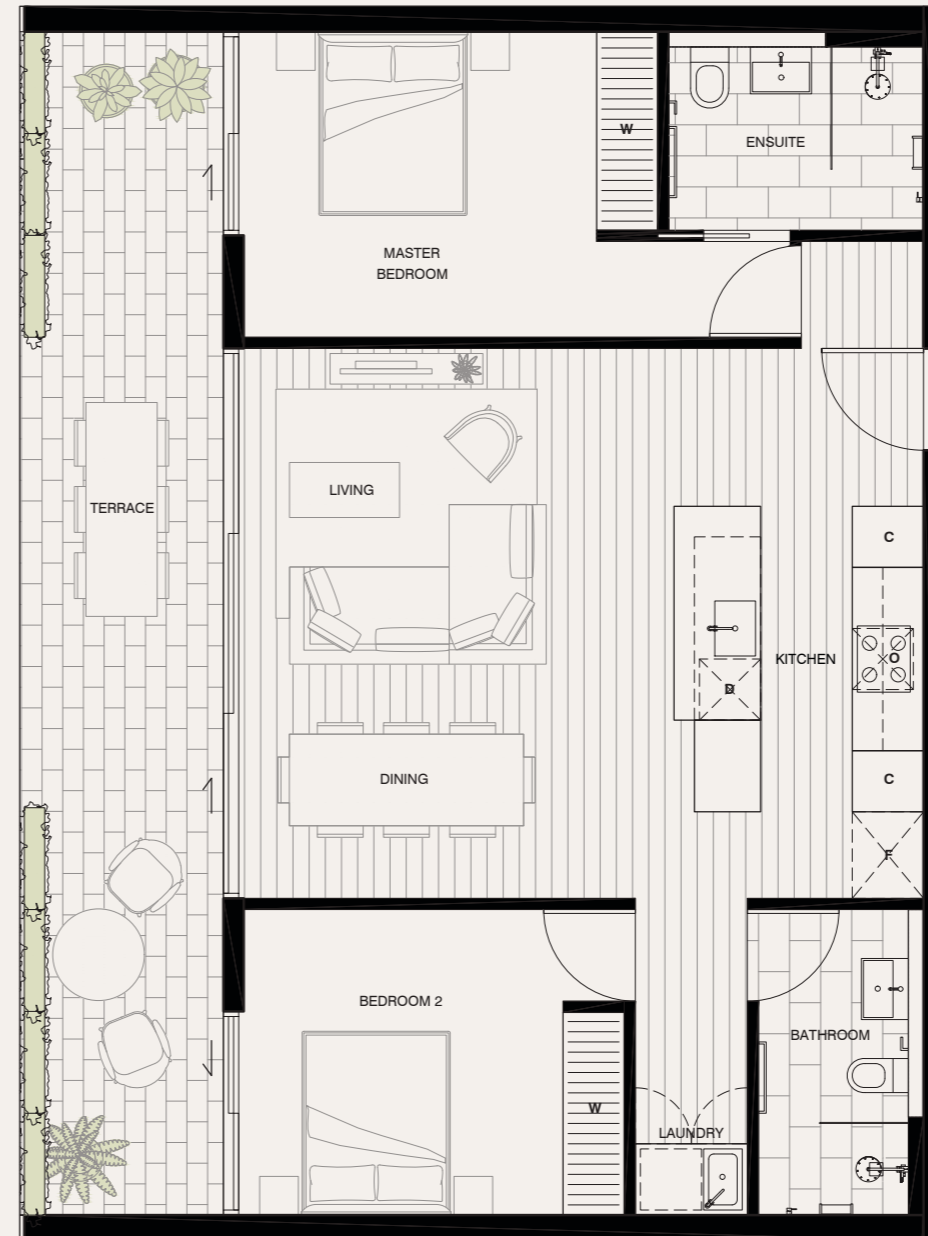 W
ENSUITE
MASTER
BEDROOM
LIVING
TERRACE
C
KITCHEN
O
D
DINING
C
F
BEDROOM 2
BATHROOM
W
LAUNDRY